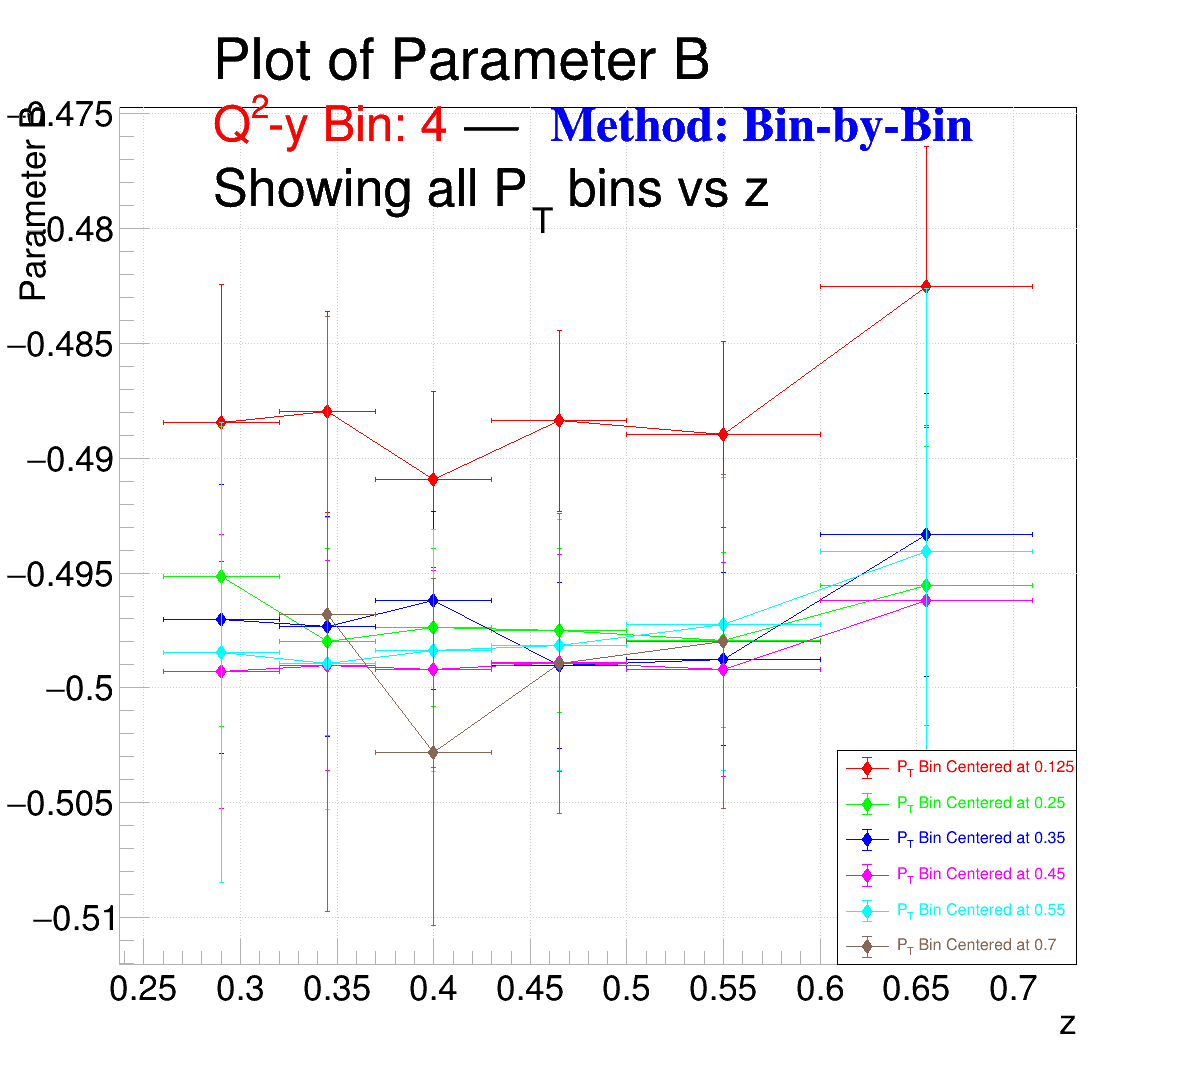 Plot of Parameter B
Q2-y Bin: 4 — Method: Bin-by-Bin
Showing all PT bins vs z
Parameter B
−0.475
−0.48
−0.485
−0.49
−0.495
−0.5
−0.505
−0.51
PT Bin Centered at 0.125
PT Bin Centered at 0.25
PT Bin Centered at 0.35
PT Bin Centered at 0.45
PT Bin Centered at 0.55
PT Bin Centered at 0.7
0.25 0.3 0.35 0.4 0.45 0.5 0.55 0.6 0.65 0.7
z